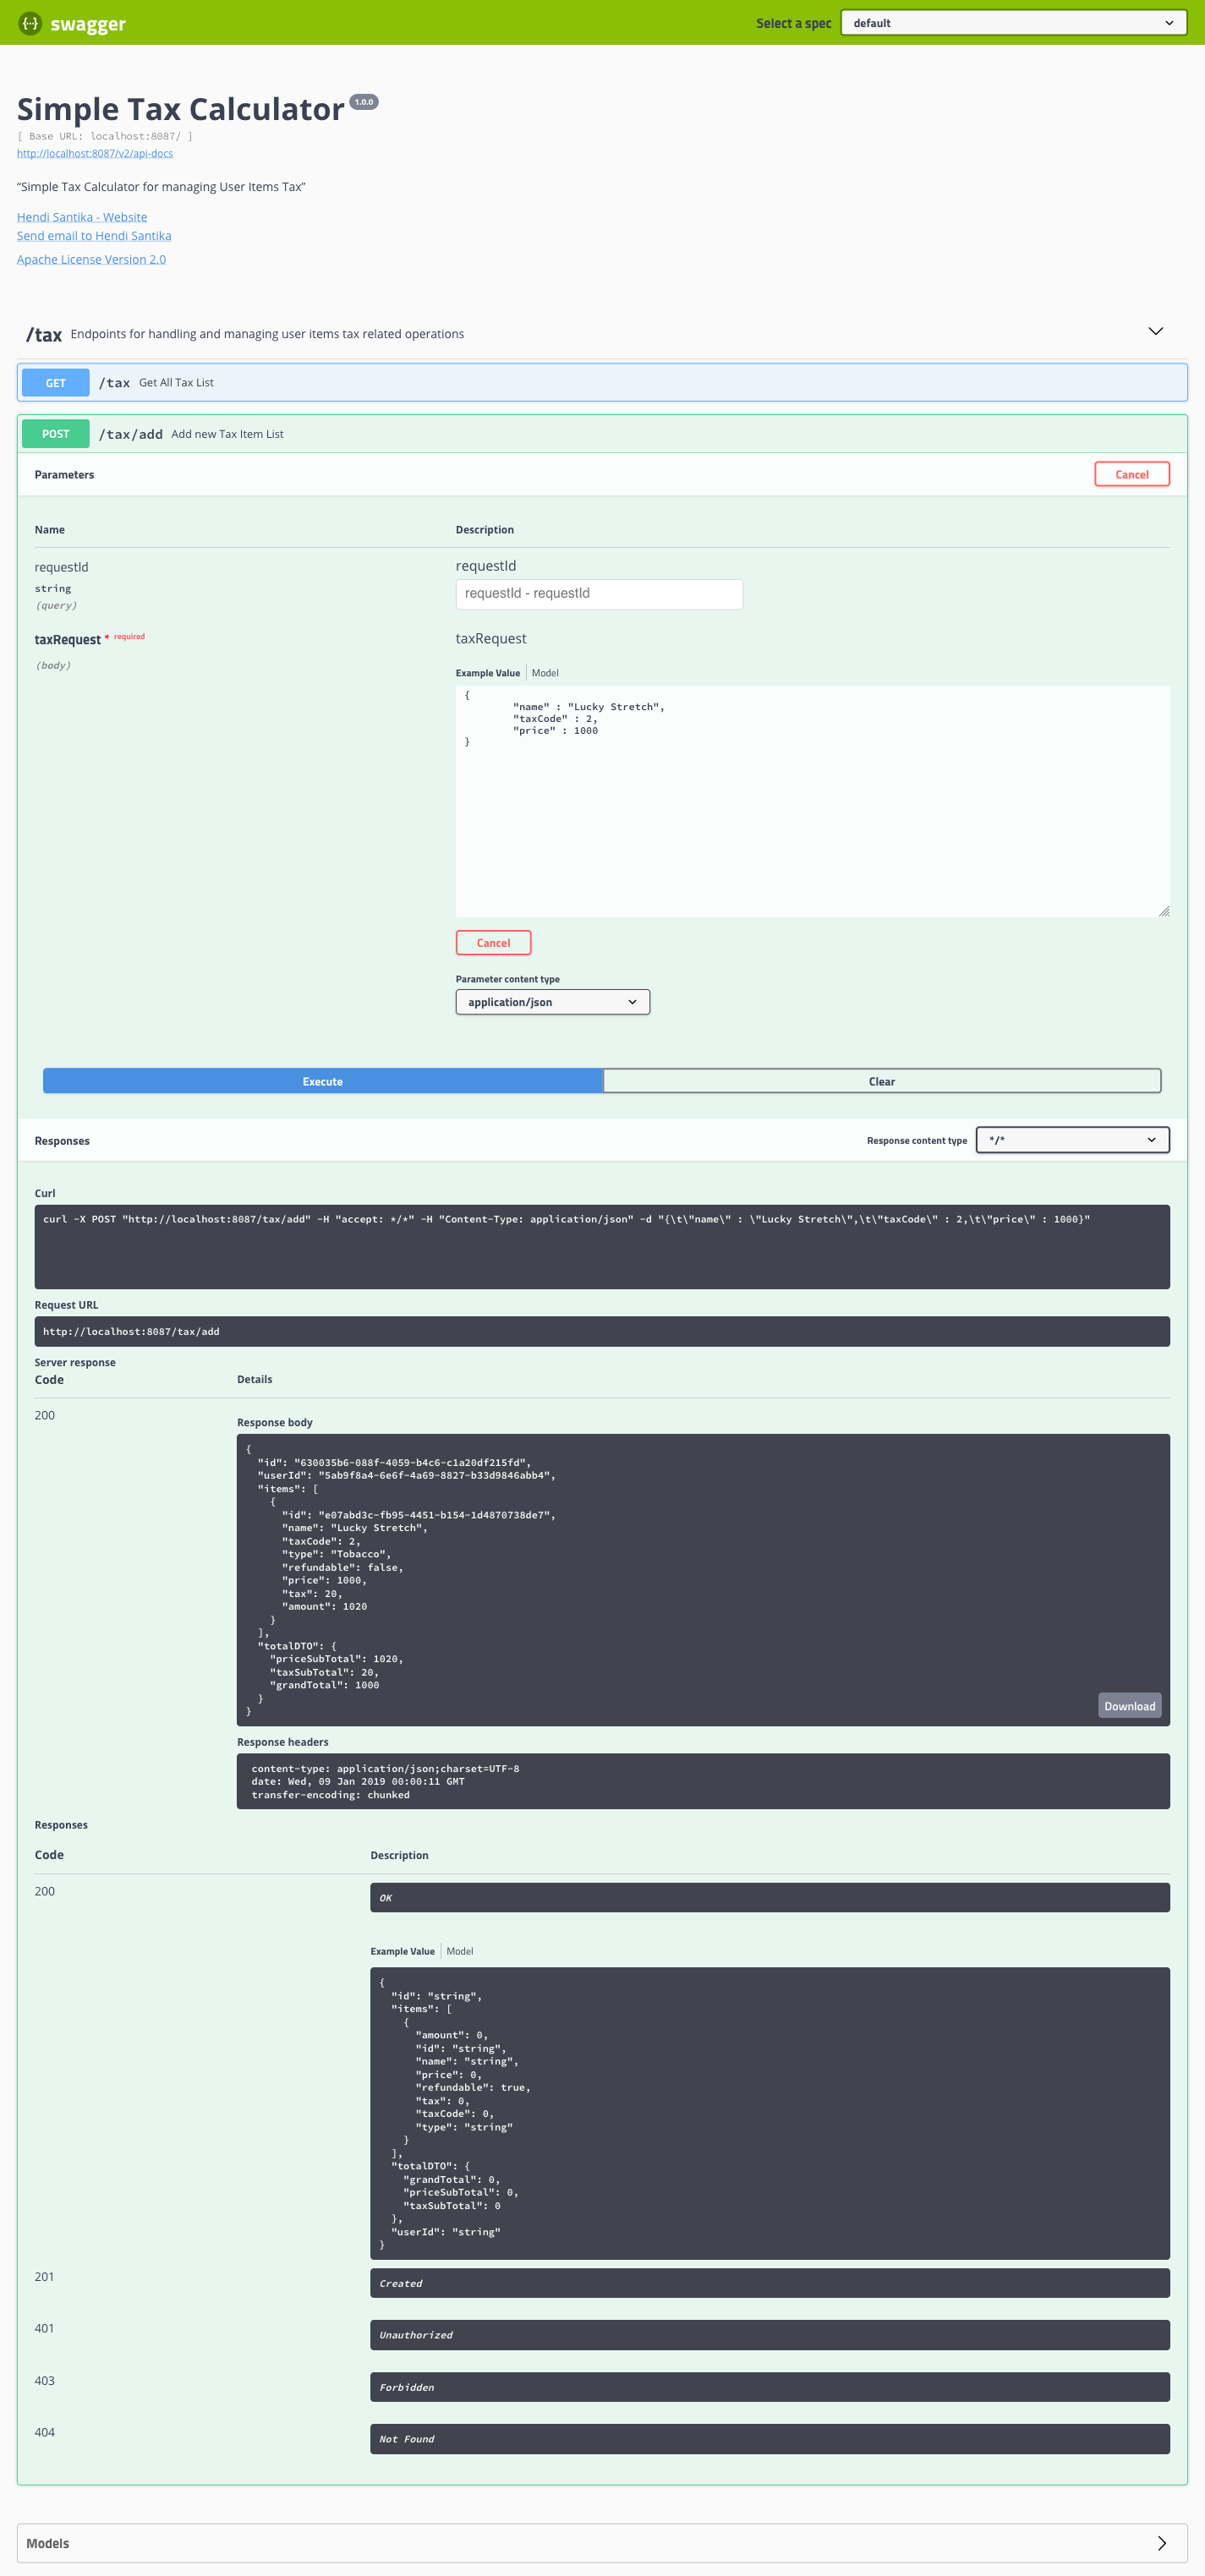 swagger
Select a spec default
Simple Tax Calculator 1.0.0
[ Base URL: localhost:8087/ ]
http://localhost:8087/v2/api-docs
“Simple Tax Calculator for managing User Items Tax”
Hendi Santika - Website
Send email to Hendi Santika
Apache License Version 2.0
/tax Endpoints for handling and managing user items tax related operations
GET /tax Get All Tax List
POST /tax/add Add new Tax Item List
Parameters Cancel
Name Description
requestId requestId
string
(query)
requestId - requestId
taxRequest * required taxRequest
(body)
Example Value Model
{
"name" : "Lucky Stretch",
"taxCode" : 2,
"price" : 1000
}
Cancel
Parameter content type
application/json
Execute Clear
Responses Response content type */*
Curl
curl -X POST "http://localhost:8087/tax/add" -H "accept: */*" -H "Content-Type: application/json" -d "{\t\"name\" : \"Lucky Stretch\",\t\"taxCode\" : 2,\t\"price\" : 1000}"
Request URL
http://localhost:8087/tax/add
Server response
Code Details
200
Response body
{
"id": "630035b6-088f-4059-b4c6-c1a20df215fd",
"userId": "5ab9f8a4-6e6f-4a69-8827-b33d9846abb4",
"items": [
{
"id": "e07abd3c-fb95-4451-b154-1d4870738de7",
"name": "Lucky Stretch",
"taxCode": 2,
"type": "Tobacco",
"refundable": false,
"price": 1000,
"tax": 20,
"amount": 1020
}
],
"totalDTO": {
"priceSubTotal": 1020,
"taxSubTotal": 20,
"grandTotal": 1000
}
}
Download
Response headers
content-type: application/json;charset=UTF-8
date: Wed, 09 Jan 2019 00:00:11 GMT
transfer-encoding: chunked
Responses
Code Description
200 OK
Example Value Model
{
"id": "string",
"items": [
{
"amount": 0,
"id": "string",
"name": "string",
"price": 0,
"refundable": true,
"tax": 0,
"taxCode": 0,
"type": "string"
}
],
"totalDTO": {
"grandTotal": 0,
"priceSubTotal": 0,
"taxSubTotal": 0
},
"userId": "string"
}
201 Created
401 Unauthorized
403 Forbidden
404 Not Found
Models